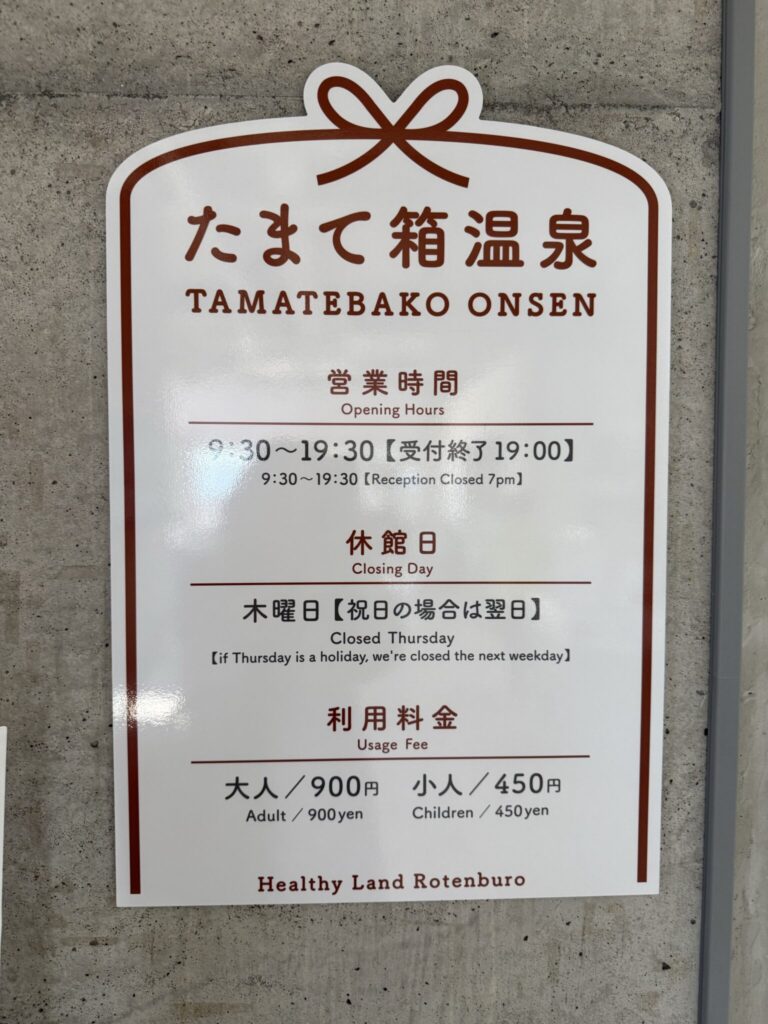 たまて箱温泉
TAMATEBAKO ONSEN
営業時間
Opening Hours
9:30〜19:30【受付終了19:00】
9:30〜19:30【Reception Closed 7pm】
休館日
Closing Day
木曜日【祝日の場合は翌日】
Closed Thursday
【if Thursday is a holiday, we're closed the next weekday】
利用料金
Usage Fee
大人／900円 小人／450円
Adult / 900yen Children / 450yen
Healthy Land Rotenburo